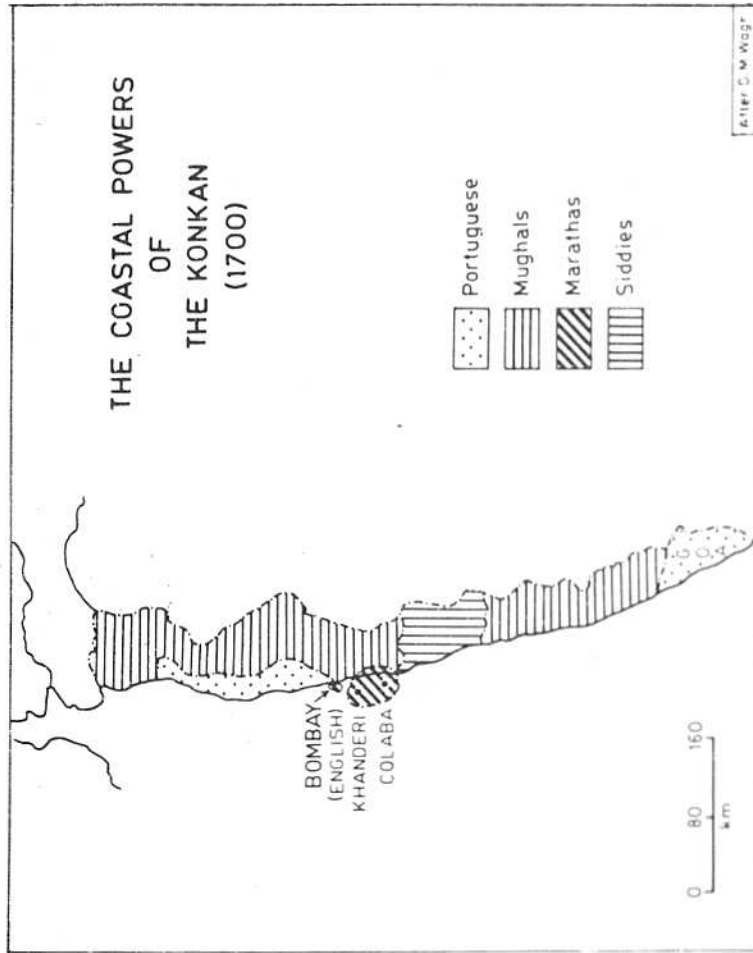 THE COASTAL POWERS
OF
THE KONKAN
(1700)
Portuguese
Mughals
Marathas
Siddies
BOMBAY
(ENGLISH)
KHANDERI
COLABA
GOA
0 80 160
km
After